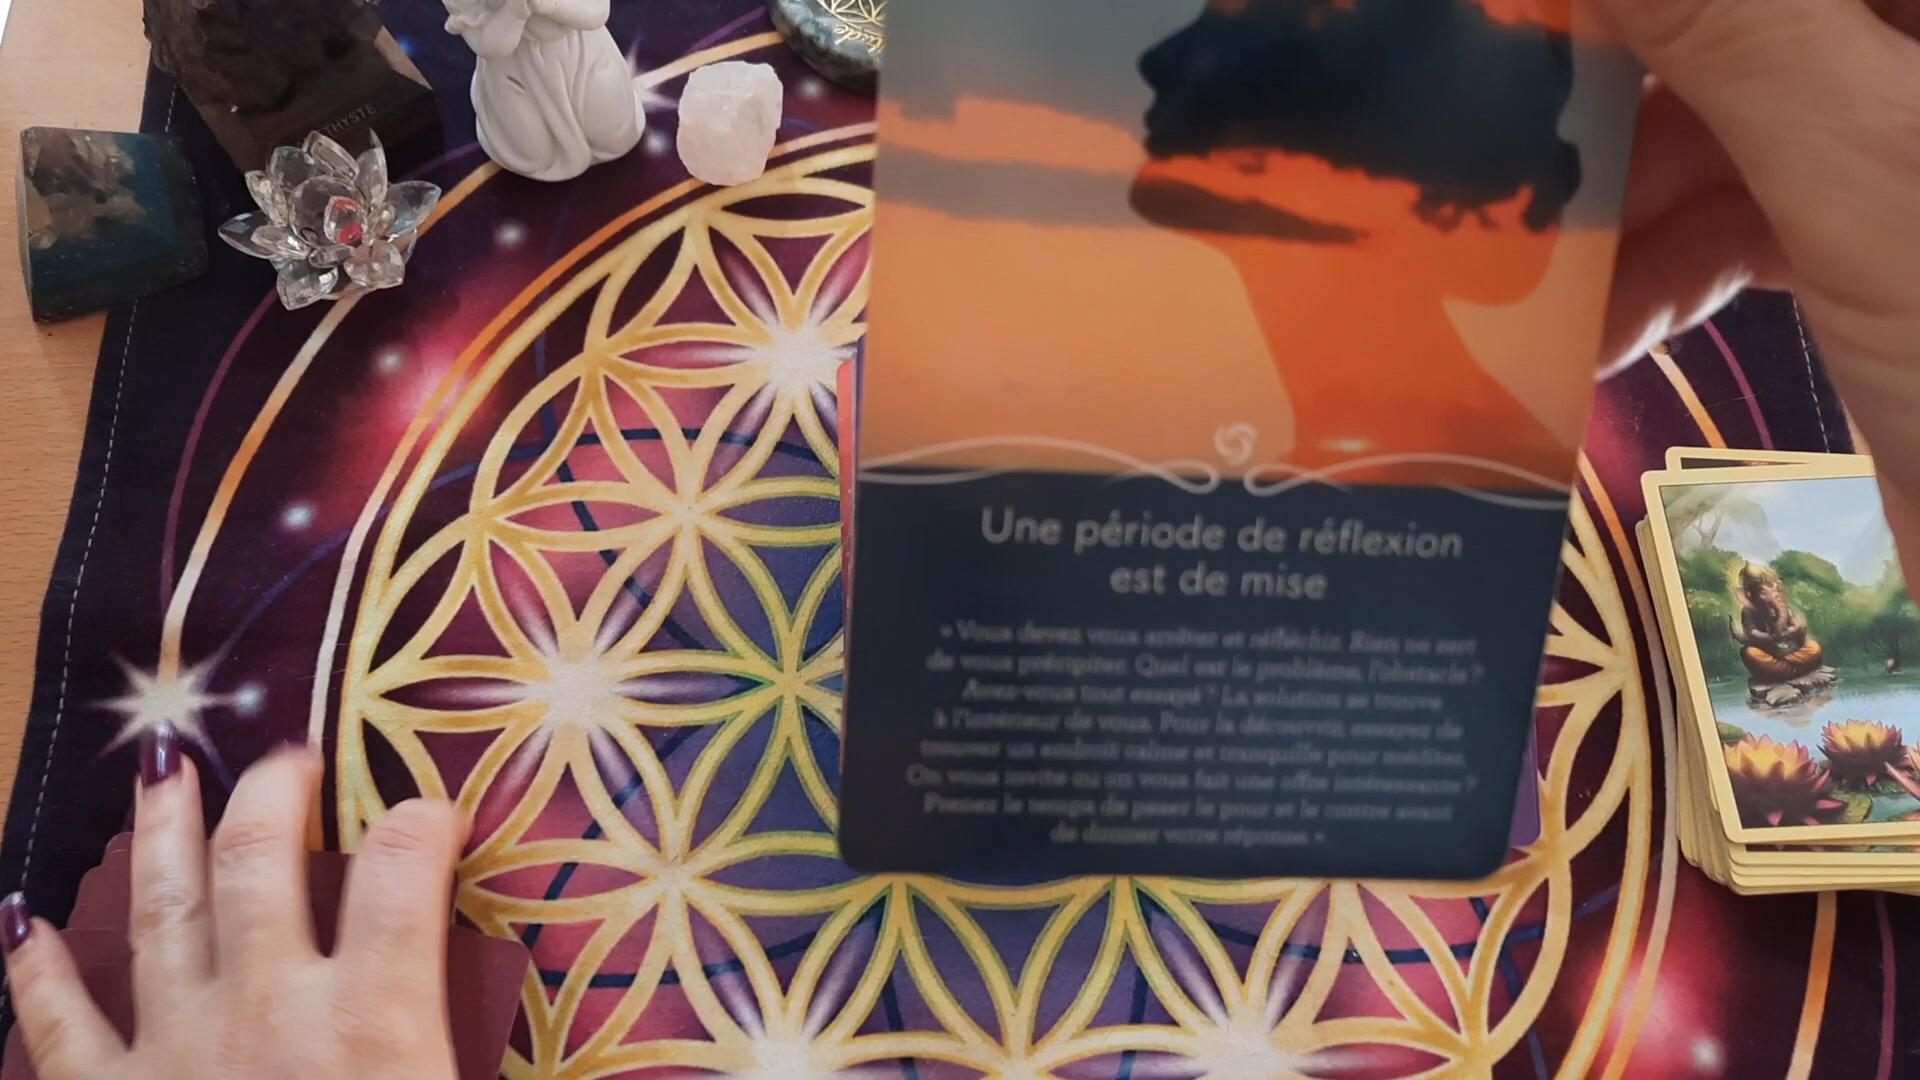 THYSTE
Une période de réflexion
est de mise
« Vous devez vous arrêter et réfléchir. Rien ne sert
de vous précipiter. Quel est le problème, l'obstacle ?
Avez-vous tout essayé ? La solution se trouve
à l'intérieur de vous. Pour la découvrir, essayez de
trouver un endroit calme et tranquille pour méditer.
On vous invite ou on vous fait une offre intéressante ?
Prenez le temps de peser le pour et le contre avant
de donner votre réponse. »